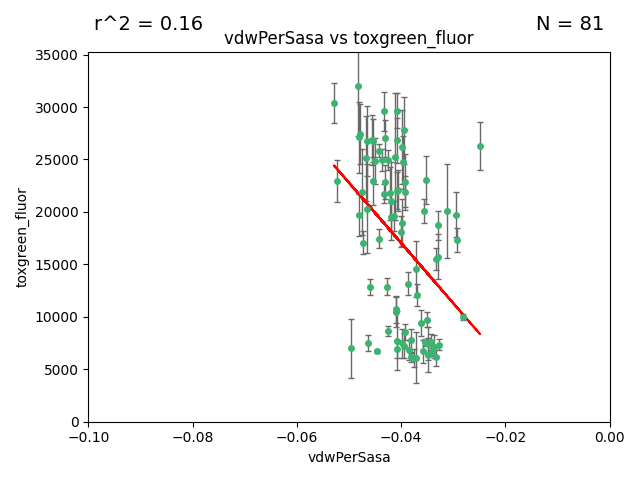 r^2 = 0.16
N = 81
vdwPerSasa vs toxgreen_fluor
35000
30000
25000
20000
15000
10000
5000
0
toxgreen_fluor
−0.10
−0.08
−0.06
−0.04
−0.02
0.00
vdwPerSasa